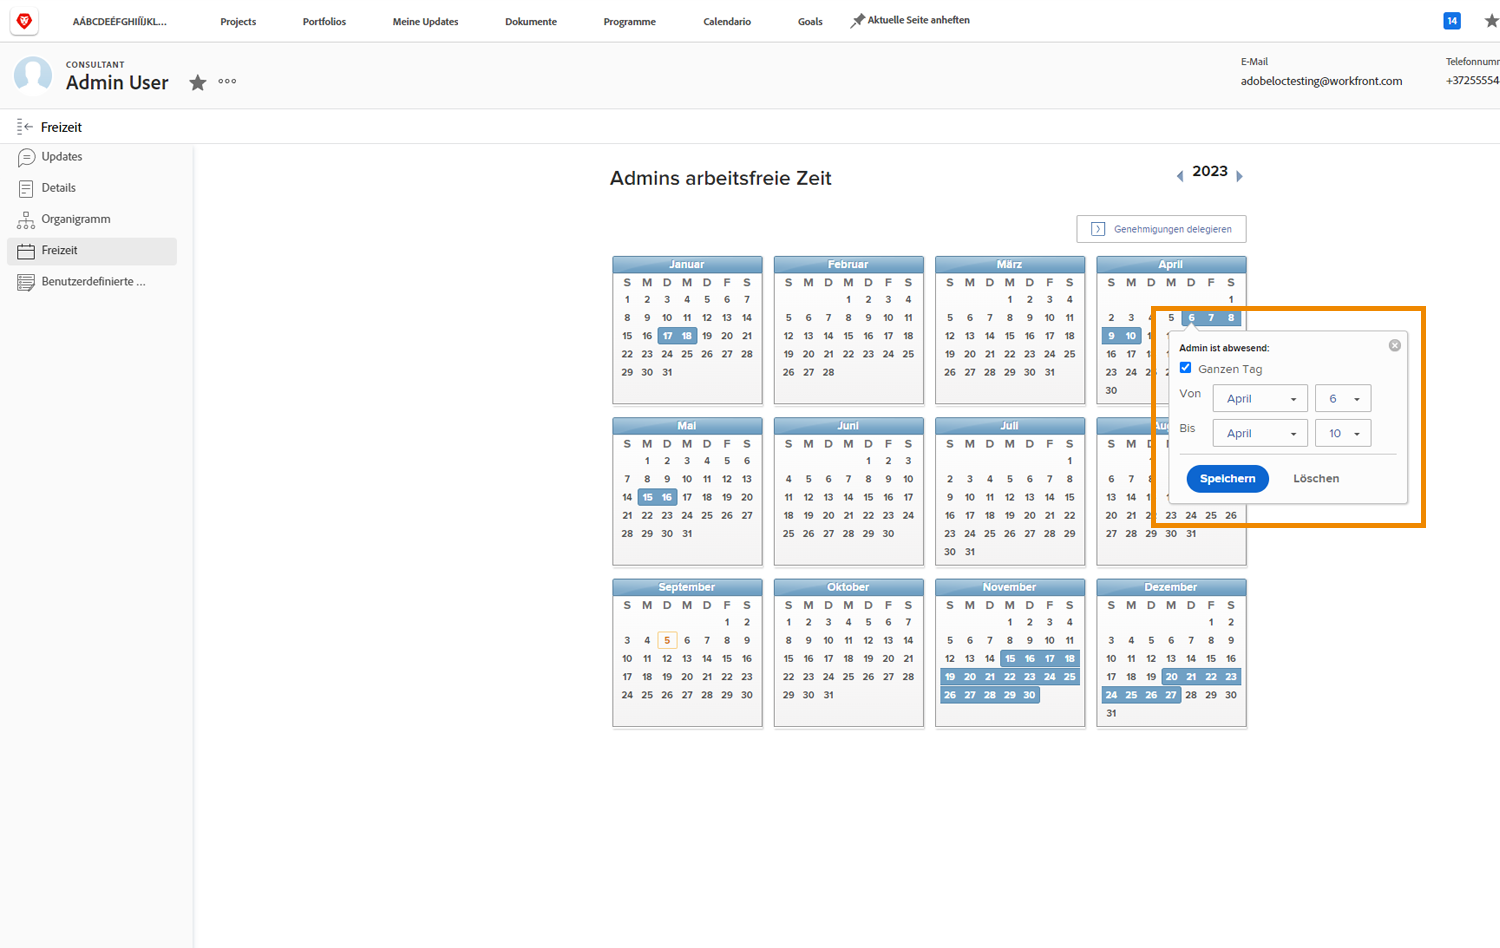 AÁBCDEÉFGHIÍÏJKL...
Projects
Portfolios
Meine Updates
Dokumente
Programme
Calendario
Goals
Aktuelle Seite anheften
14
CONSULTANT
Admin User
E-Mail
adobeloctesting@workfront.com
Telefonnum
+37255554
Freizeit
Updates
Details
Organigramm
Freizeit
Benutzerdefinierte ...
Admins arbeitsfreie Zeit
2023
Genehmigungen delegieren
Januar
S M D M D F S
1 2 3 4 5 6 7
8 9 10 11 12 13 14
15 16 17 18 19 20 21
22 23 24 25 26 27 28
29 30 31
Februar
S M D M D F S
1 2 3 4
5 6 7 8 9 10 11
12 13 14 15 16 17 18
19 20 21 22 23 24 25
26 27 28
März
S M D M D F S
1 2 3 4
5 6 7 8 9 10 11
12 13 14 15 16 17 18
19 20 21 22 23 24 25
26 27 28 29 30 31
April
S M D M D F S
1
2 3 5 6 7 8
9 10
16 17
23 24
30
Admin ist abwesend:
Ganzen Tag
Von April 6
Bis April 10
Speichern Löschen
Mai
S M D M D F S
1 2 3 4 5 6
7 8 9 10 11 12 13
14 15 16 17 18 19 20
21 22 23 24 25 26 27
28 29 30 31
Juni
S M D M D F S
1 2 3
4 5 6 7 8 9 10
11 12 13 14 15 16 17
18 19 20 21 22 23 24
25 26 27 28 29 30
Juli
S M D M D F S
1
2 3 4 5 6 7 8
9 10 11 12 13 14 15
16 17 18 19 20 21 22
23 24 25 26 27 28 29
30 31
S M
6 7
13 14
20 21 22 23 24 25 26
27 28 29 30 31
September
S M D M D F S
1 2
3 4 5 6 7 8 9
10 11 12 13 14 15 16
17 18 19 20 21 22 23
24 25 26 27 28 29 30
Oktober
S M D M D F S
1 2 3 4 5 6 7
8 9 10 11 12 13 14
15 16 17 18 19 20 21
22 23 24 25 26 27 28
29 30 31
November
S M D M D F S
1 2 3 4
5 6 7 8 9 10 11
12 13 14 15 16 17 18
19 20 21 22 23 24 25
26 27 28 29 30
Dezember
S M D M D F S
1 2
3 4 5 6 7 8 9
10 11 12 13 14 15 16
17 18 19 20 21 22 23
24 25 26 27 28 29 30
31